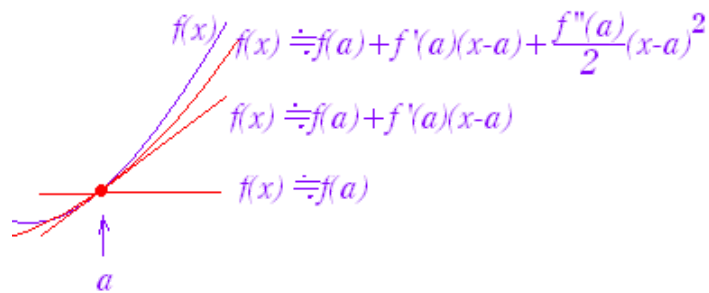 f(x) f(x) ≒f(a)+f'(a)(x-a)+f''(a)/2(x-a)²
f(x) ≒f(a)+f'(a)(x-a)
f(x) ≒f(a)
a